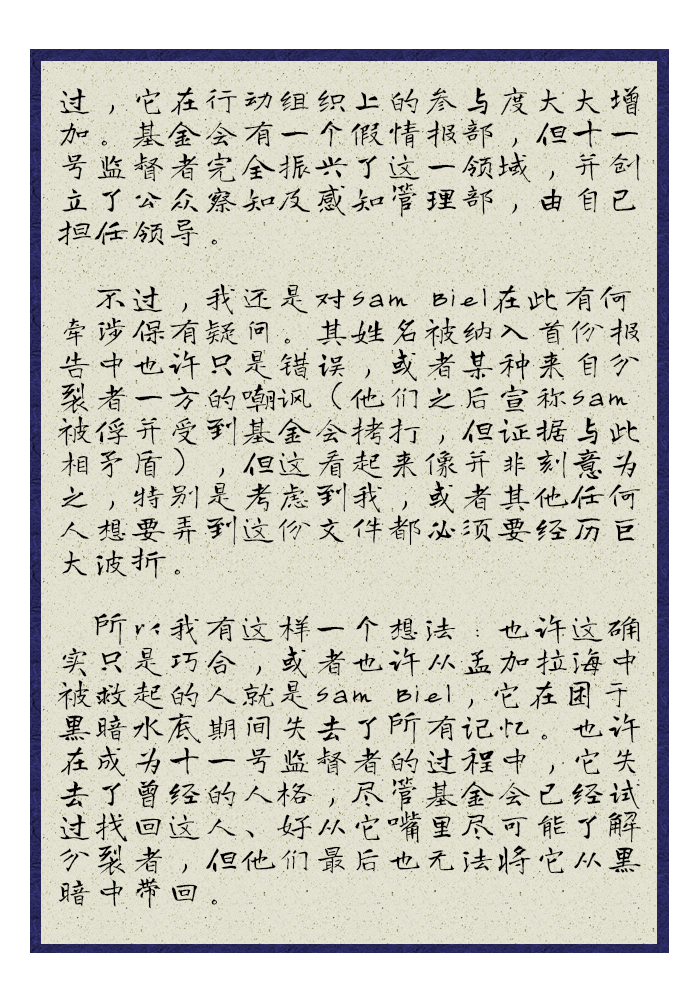 过，它在行动组织上的参与度大大增
加。基金会有一个假情报部，但十一
号监督者完全振兴了这一领域，并创
立了公众察知及感知管理部，由自己
担任领导。
不过，我还是对Sam Biel在此有何
牵涉保有疑问。其姓名被纳入首份报
告中也许只是错误，或者某种来自分
裂者一方的嘲讽（他们之后宣称Sam
被俘并受到基金会拷打，但证据与此
相矛盾），但这看起来像并非刻意为
之，特别是考虑到我，或者其他任何
人想要弄到这份文件都必须要经历巨
大波折。
所以我有这样一个想法：也许这确
实只是巧合，或者也许从孟加拉海中
被救起的人就是Sam Biel，它在困于
黑暗水底期间失去了所有记忆。也许
在成为十一号监督者的过程中，它失
去了曾经的人格，尽管基金会已经试
过找回这人、好从它嘴里尽可能了解
分裂者，但他们最后也无法将它从黑
暗中带回。